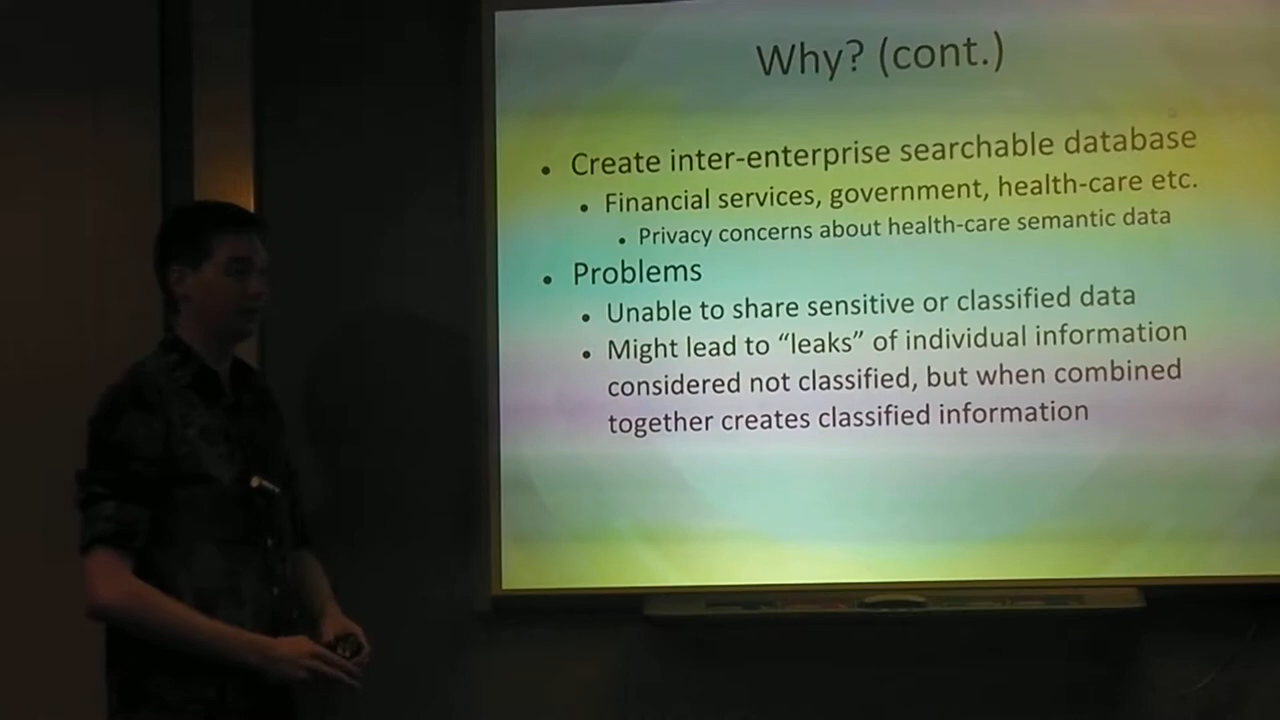 Why? (cont.)
• Create inter-enterprise searchable database
• Financial services, government, health-care etc.
• Privacy concerns about health-care semantic data
• Problems
• Unable to share sensitive or classified data
• Might lead to “leaks” of individual information
considered not classified, but when combined
together creates classified information